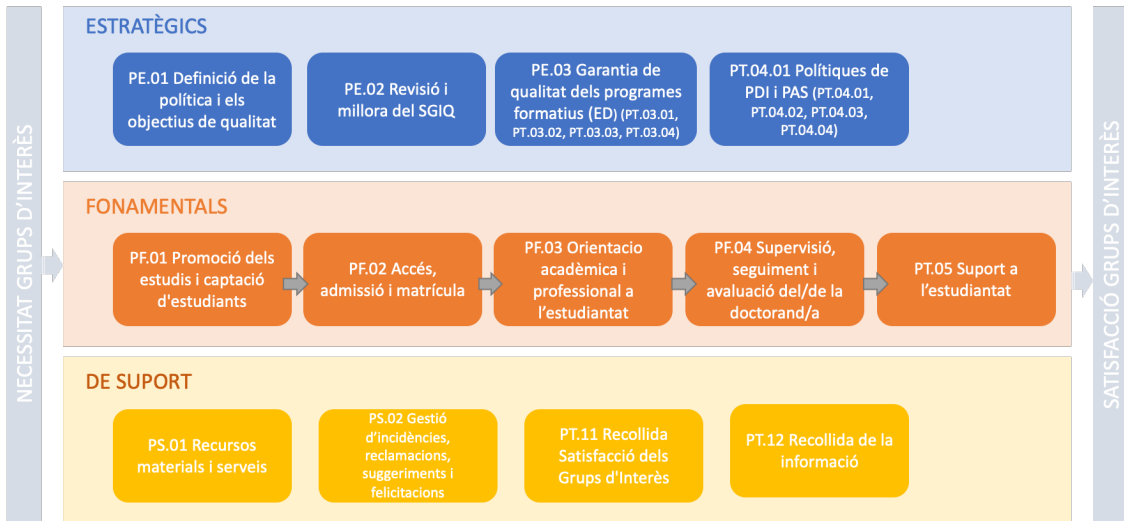 NECESSITAT GRUPS D'INTERÈS
ESTRATÈGICS
PE.01 Definició de la
política i els
objectius de qualitat
PE.02 Revisió i
millora del SGIQ
PE.03 Garantia de
qualitat dels programes
formatius (ED) (PT.03.01,
PT.03.02, PT.03.03, PT.03.04)
PT.04.01 Polítiques de
PDI i PAS (PT.04.01,
PT.04.02, PT.04.03,
PT.04.04)
FONAMENTALS
PF.01 Promoció dels
estudis i captació
d'estudiants
PF.02 Accés,
admissió i matrícula
PF.03 Orientacio
acadèmica i
professional a
l’estudiantat
PF.04 Supervisió,
seguiment i
avaluació del/de la
doctorand/a
PT.05 Suport a
l’estudiantat
DE SUPORT
PS.01 Recursos
materials i serveis
PS.02 Gestió
d’incidències,
reclamacions,
suggeriments i
felicitacions
PT.11 Recollida
Satisfacció dels
Grups d'Interès
PT.12 Recollida de la
informació
SATISFACCIÓ GRUPS D’INTERÈS